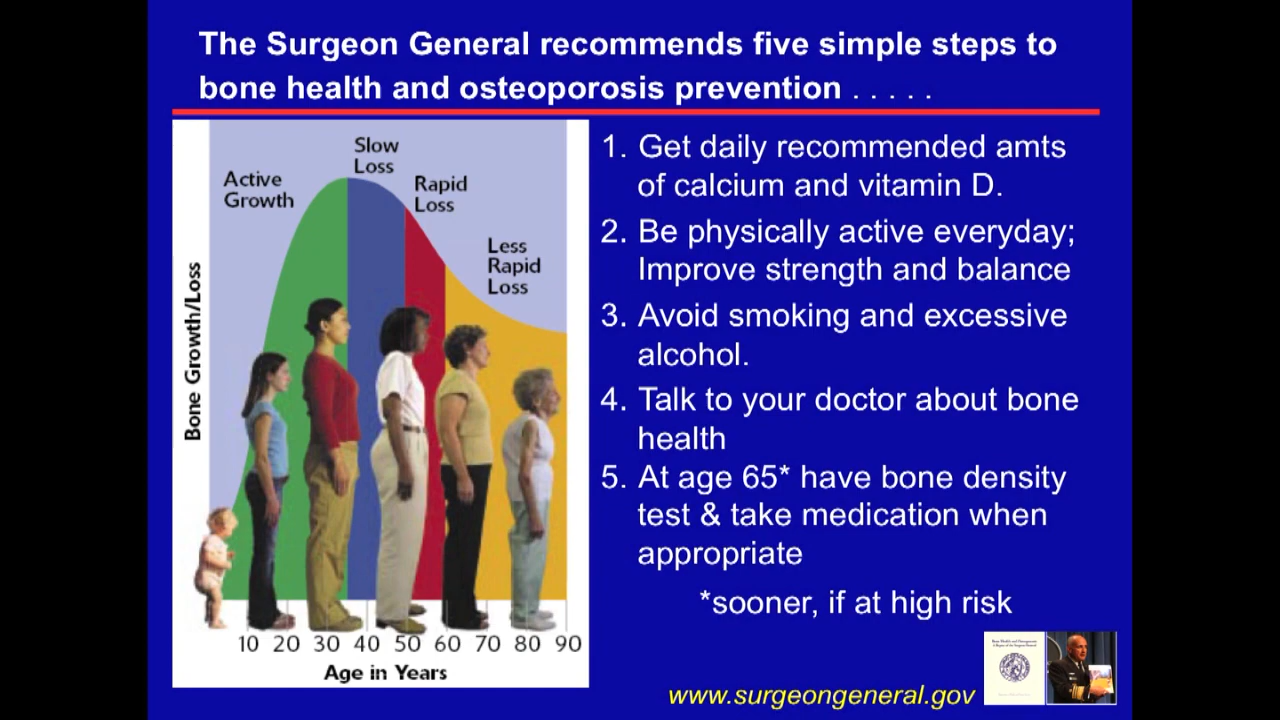 The Surgeon General recommends five simple steps to
bone health and osteoporosis prevention . . . . .
Slow
Loss
Active
Growth
Rapid
Loss
Less
Rapid
Loss
Bone Growth/Loss
10 20 30 40 50 60 70 80 90
Age in Years
1. Get daily recommended amts
of calcium and vitamin D.
2. Be physically active everyday;
Improve strength and balance
3. Avoid smoking and excessive
alcohol.
4. Talk to your doctor about bone
health
5. At age 65* have bone density
test & take medication when
appropriate
*sooner, if at high risk
www.surgeongeneral.gov